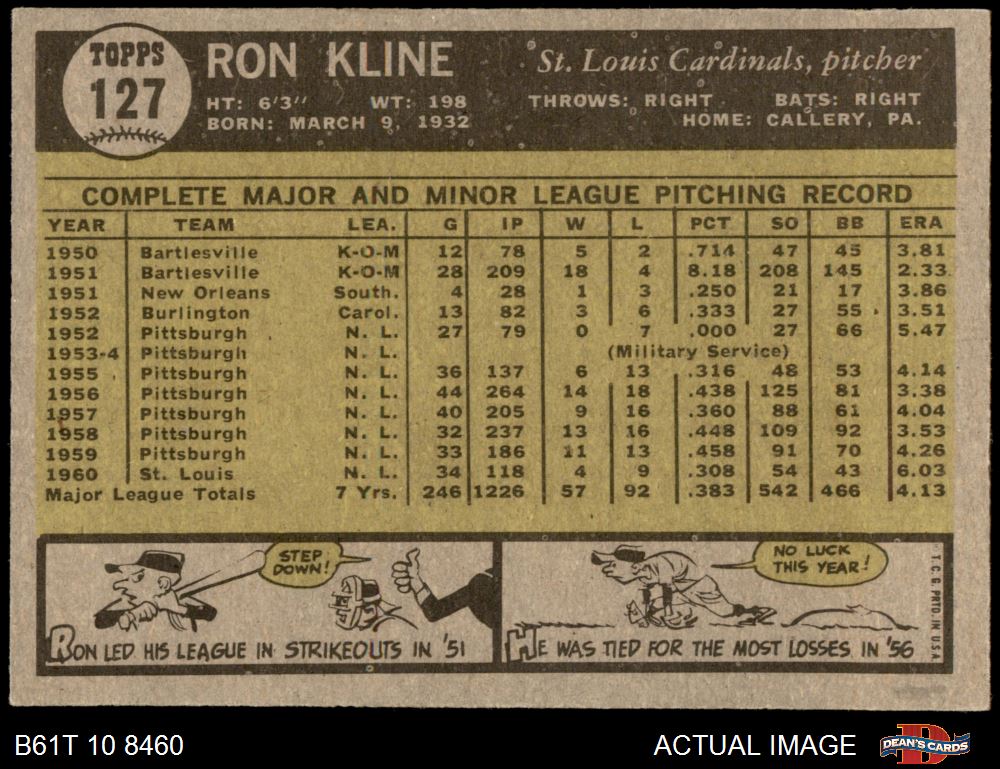 TOPPS
127
RON KLINE
St. Louis Cardinals, pitcher
HT: 6'3" WT: 198 THROWS: RIGHT BATS: RIGHT
BORN: MARCH 9, 1932 HOME: CALLERY, PA.
COMPLETE MAJOR AND MINOR LEAGUE PITCHING RECORD
YEAR TEAM LEA. G IP W L PCT SO BB ERA
1950 Bartlesville K-O-M 12 78 5 2 .714 47 45 3.81
1951 Bartlesville K-O-M 28 209 18 4 8.18 208 145 2.33
1951 New Orleans South. 4 28 1 3 .250 21 17 3.86
1952 Burlington Carol. 13 82 3 6 .333 27 55 3.51
1952 Pittsburgh N. L. 27 79 0 7 .000 27 66 5.47
1953-4 Pittsburgh N. L. (Military Service)
1955 Pittsburgh N. L. 36 137 6 13 .316 48 53 4.14
1956 Pittsburgh N. L. 44 264 14 18 .438 125 81 3.38
1957 Pittsburgh N. L. 40 205 9 16 .360 88 61 4.04
1958 Pittsburgh N. L. 32 237 13 16 .448 109 92 3.53
1959 Pittsburgh N. L. 33 186 11 13 .458 91 70 4.26
1960 St. Louis N. L. 34 118 4 9 .308 54 43 6.03
Major League Totals 7 Yrs. 246 1226 57 92 .383 542 466 4.13
STEP
DOWN!
RON LED HIS LEAGUE IN STRIKEOUTS IN '51
NO LUCK
THIS YEAR!
HE WAS TIED FOR THE MOST LOSSES IN '56
T.C.G. PRTD. IN U.S.A.
B61T 10 8460
ACTUAL IMAGE
B
DEAN'S CARDS